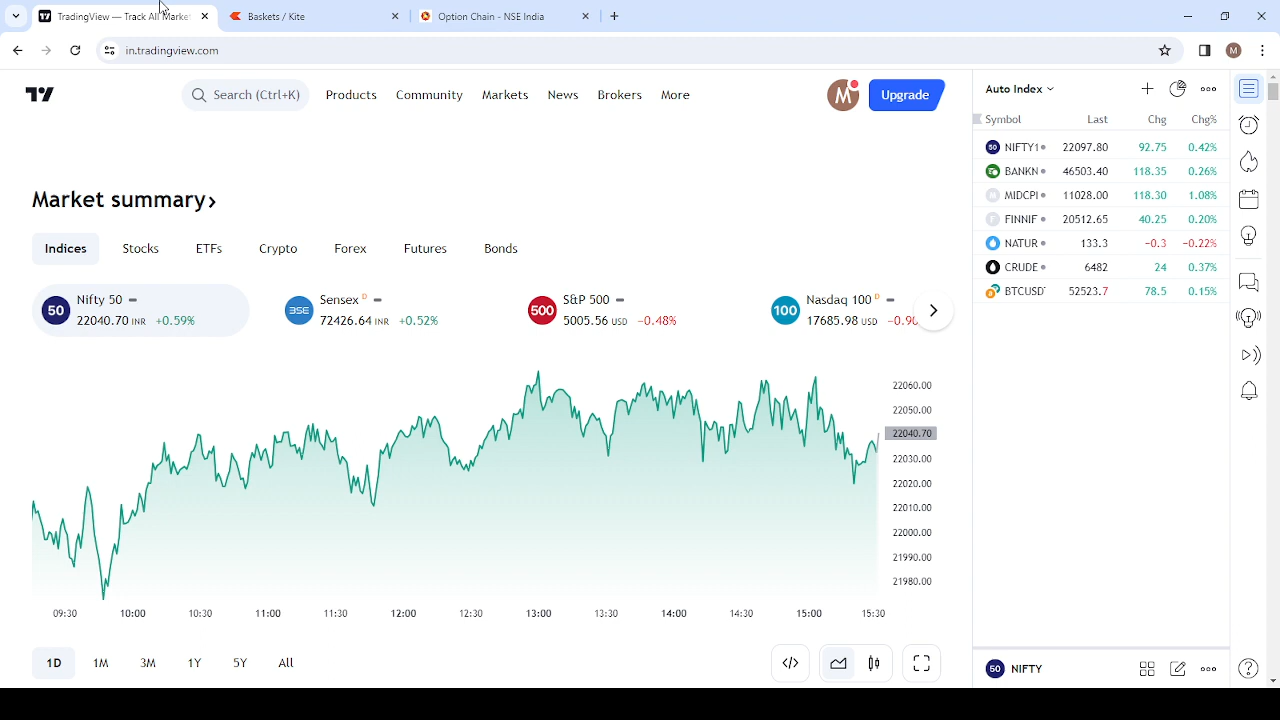 TradingView — Track All Market
Baskets / Kite
Option Chain - NSE India
in.tradingview.com
M
Search (Ctrl+K)
Products Community Markets News Brokers More
M
Upgrade
Market summary›
Indices Stocks ETFs Crypto Forex Futures Bonds
50 Nifty 50
22040.70 INR +0.59%
BSE Sensex D
72426.64 INR +0.52%
500 S&P 500
5005.56 USD −0.48%
100 Nasdaq 100 D
17685.98 USD −0.90
22060.00
22050.00
22040.70
22030.00
22020.00
22010.00
22000.00
21990.00
21980.00
09:30 10:00 10:30 11:00 11:30 12:00 12:30 13:00 13:30 14:00 14:30 15:00 15:30
1D 1M 3M 1Y 5Y All
Auto Index
Symbol Last Chg Chg%
50 NIFTY1 22097.80 92.75 0.42%
BANKN 46503.40 118.35 0.26%
M MIDCPI 11028.00 118.30 1.08%
F FINNIF 20512.65 40.25 0.20%
NATUR 133.3 −0.3 −0.22%
CRUDE 6482 24 0.37%
BTCUSD 52523.7 78.5 0.15%
50 NIFTY